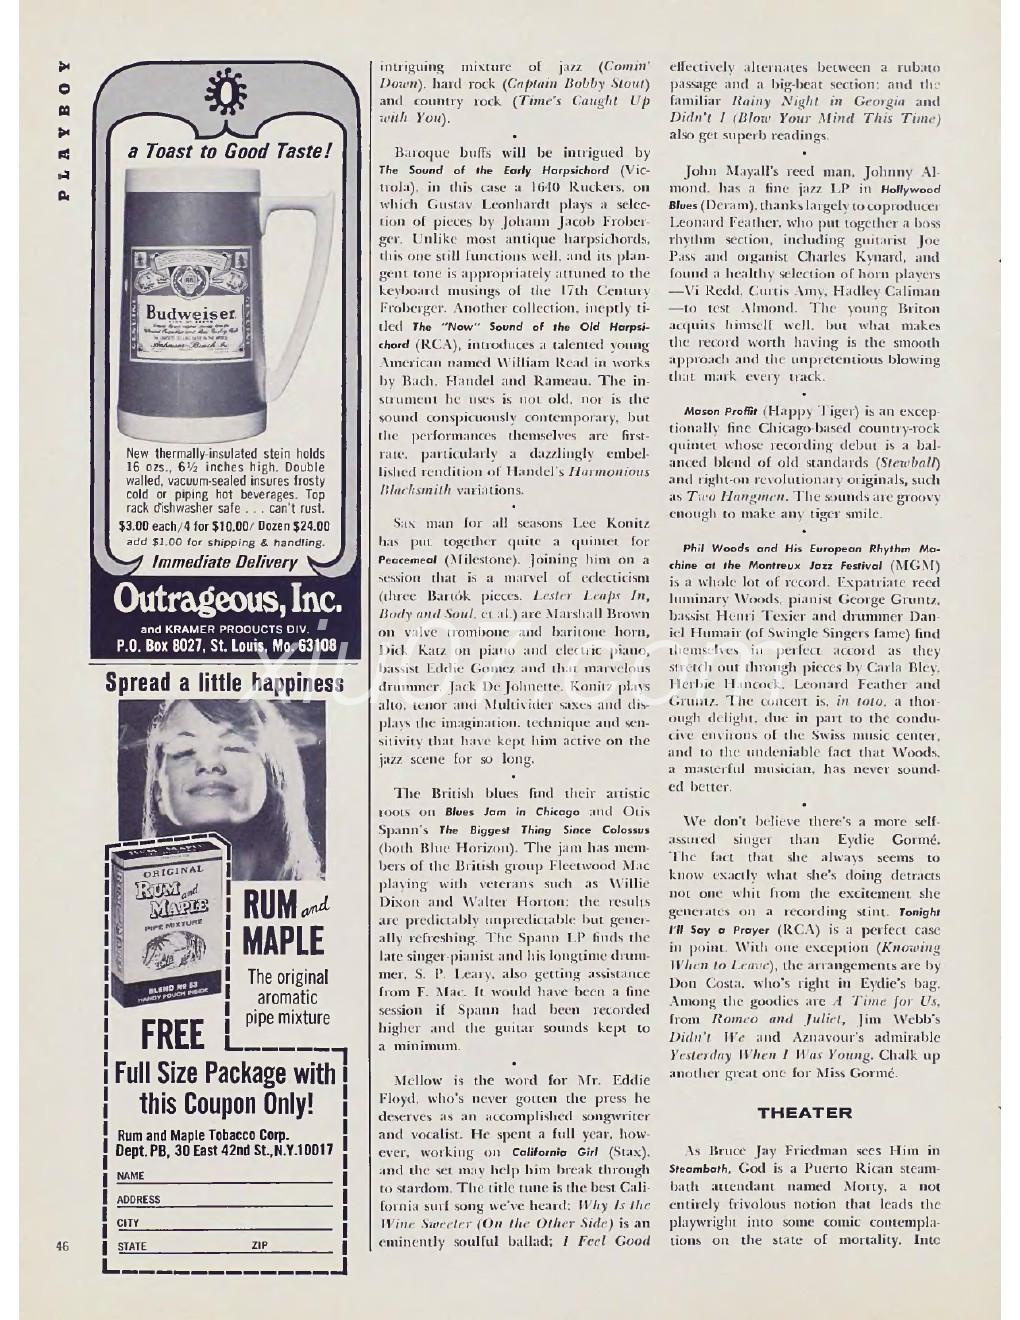 PLAYBOY
a Toast to Good Taste!
Budweiser
New thermally-insulated stein holds
16 ozs., 6½ inches high. Double
walled, vacuum-sealed insures frosty
cold or piping hot beverages. Top
rack dishwasher safe . . . can't rust.
$3.00 each/4 for $10.00/ Dozen $24.00
add $1.00 for shipping & handling.
Immediate Delivery
Outrageous, Inc.
and KRAMER PRODUCTS DIV.
P.O. Box 8027, St. Louis, Mo. 63108
Spread a little happiness
ORIGINAL
RUM and
MAPLE
PIPE MIXTURE
BLEND No 53
HANDY POUCH INSIDE
RUM and
MAPLE
The original
aromatic
pipe mixture
FREE
Full Size Package with
this Coupon Only!
Rum and Maple Tobacco Corp.
Dept. PB, 30 East 42nd St., N.Y. 10017
NAME
ADDRESS
CITY
STATE ZIP
46
intriguing mixture of jazz (Comin'
Down), hard rock (Captain Bobby Stout)
and country rock (Time's Caught Up
with You).
•
Baroque buffs will be intrigued by
The Sound of the Early Harpsichord (Vic-
trola), in this case a 1640 Ruckers, on
which Gustav Leonhardt plays a selec-
tion of pieces by Johann Jacob Frober-
ger. Unlike most antique harpsichords,
this one still functions well, and its plan-
gent tone is appropriately attuned to the
keyboard musings of the 17th Century
Froberger. Another collection, ineptly ti-
tled The "Now" Sound of the Old Harpsi-
chord (RCA), introduces a talented young
American named William Read in works
by Bach, Handel and Rameau. The in-
strument he uses is not old, nor is the
sound conspicuously contemporary, but
the performances themselves are first-
rate, particularly a dazzlingly embel-
lished rendition of Handel's Harmonious
Blacksmith variations.
•
Sax man for all seasons Lee Konitz
has put together quite a quintet for
Peacemeal (Milestone). Joining him on a
session that is a marvel of eclecticism
(three Bartók pieces, Lester Leaps In,
Body and Soul, et al.) are Marshall Brown
on valve trombone and baritone horn,
Dick Katz on piano and electric piano,
bassist Eddie Gomez and that marvelous
drummer, Jack De Johnette. Konitz plays
alto, tenor and Multivider saxes and dis-
plays the imagination, technique and sen-
sitivity that have kept him active on the
jazz scene for so long.
•
The British blues find their artistic
roots on Blues Jam in Chicago and Otis
Spann's The Biggest Thing Since Colossus
(both Blue Horizon). The jam has mem-
bers of the British group Fleetwood Mac
playing with veterans such as Willie
Dixon and Walter Horton; the results
are predictably unpredictable but gener-
ally refreshing. The Spann LP finds the
late singer-pianist and his longtime drum-
mer, S. P. Leary, also getting assistance
from F. Mac. It would have been a fine
session if Spann had been recorded
higher and the guitar sounds kept to
a minimum.
•
Mellow is the word for Mr. Eddie
Floyd, who's never gotten the press he
deserves as an accomplished songwriter
and vocalist. He spent a full year, how-
ever, working on California Girl (Stax),
and the set may help him break through
to stardom. The title tune is the best Cali-
fornia surf song we've heard; Why Is the
Wine Sweeter (On the Other Side) is an
eminently soulful ballad; I Feel Good
effectively alternates between a rubato
passage and a big-beat section; and the
familiar Rainy Night in Georgia and
Didn't I (Blow Your Mind This Time)
also get superb readings.
•
John Mayall's reed man, Johnny Al-
mond, has a fine jazz LP in Hollywood
Blues (Deram), thanks largely to coproducer
Leonard Feather, who put together a boss
rhythm section, including guitarist Joe
Pass and organist Charles Kynard, and
found a healthy selection of horn players
—Vi Redd, Curtis Amy, Hadley Caliman
—to test Almond. The young Briton
acquits himself well, but what makes
the record worth having is the smooth
approach and the unpretentious blowing
that mark every track.
•
Mason Proffit (Happy Tiger) is an excep-
tionally fine Chicago-based country-rock
quintet whose recording debut is a bal-
anced blend of old standards (Stewball)
and right-on revolutionary originals, such
as Two Hangmen. The sounds are groovy
enough to make any tiger smile.
•
Phil Woods and His European Rhythm Ma-
chine at the Montreux Jazz Festival (MGM)
is a whole lot of record. Expatriate reed
luminary Woods, pianist George Gruntz,
bassist Henri Texier and drummer Dan-
iel Humair (of Swingle Singers fame) find
themselves in perfect accord as they
stretch out through pieces by Carla Bley,
Herbie Hancock, Leonard Feather and
Gruntz. The concert is, in toto, a thor-
ough delight, due in part to the condu-
cive environs of the Swiss music center,
and to the undeniable fact that Woods,
a masterful musician, has never sound-
ed better.
•
We don't believe there's a more self-
assured singer than Eydie Gormé.
The fact that she always seems to
know exactly what she's doing detracts
not one whit from the excitement she
generates on a recording stint. Tonight
I'll Say a Prayer (RCA) is a perfect case
in point. With one exception (Knowing
When to Leave), the arrangements are by
Don Costa, who's right in Eydie's bag.
Among the goodies are A Time for Us,
from Romeo and Juliet, Jim Webb's
Didn't We and Aznavour's admirable
Yesterday When I Was Young. Chalk up
another great one for Miss Gormé.
THEATER
As Bruce Jay Friedman sees Him in
Steambath, God is a Puerto Rican steam-
bath attendant named Morty, a not
entirely frivolous notion that leads the
playwright into some comic contempla-
tions on the state of mortality. Into